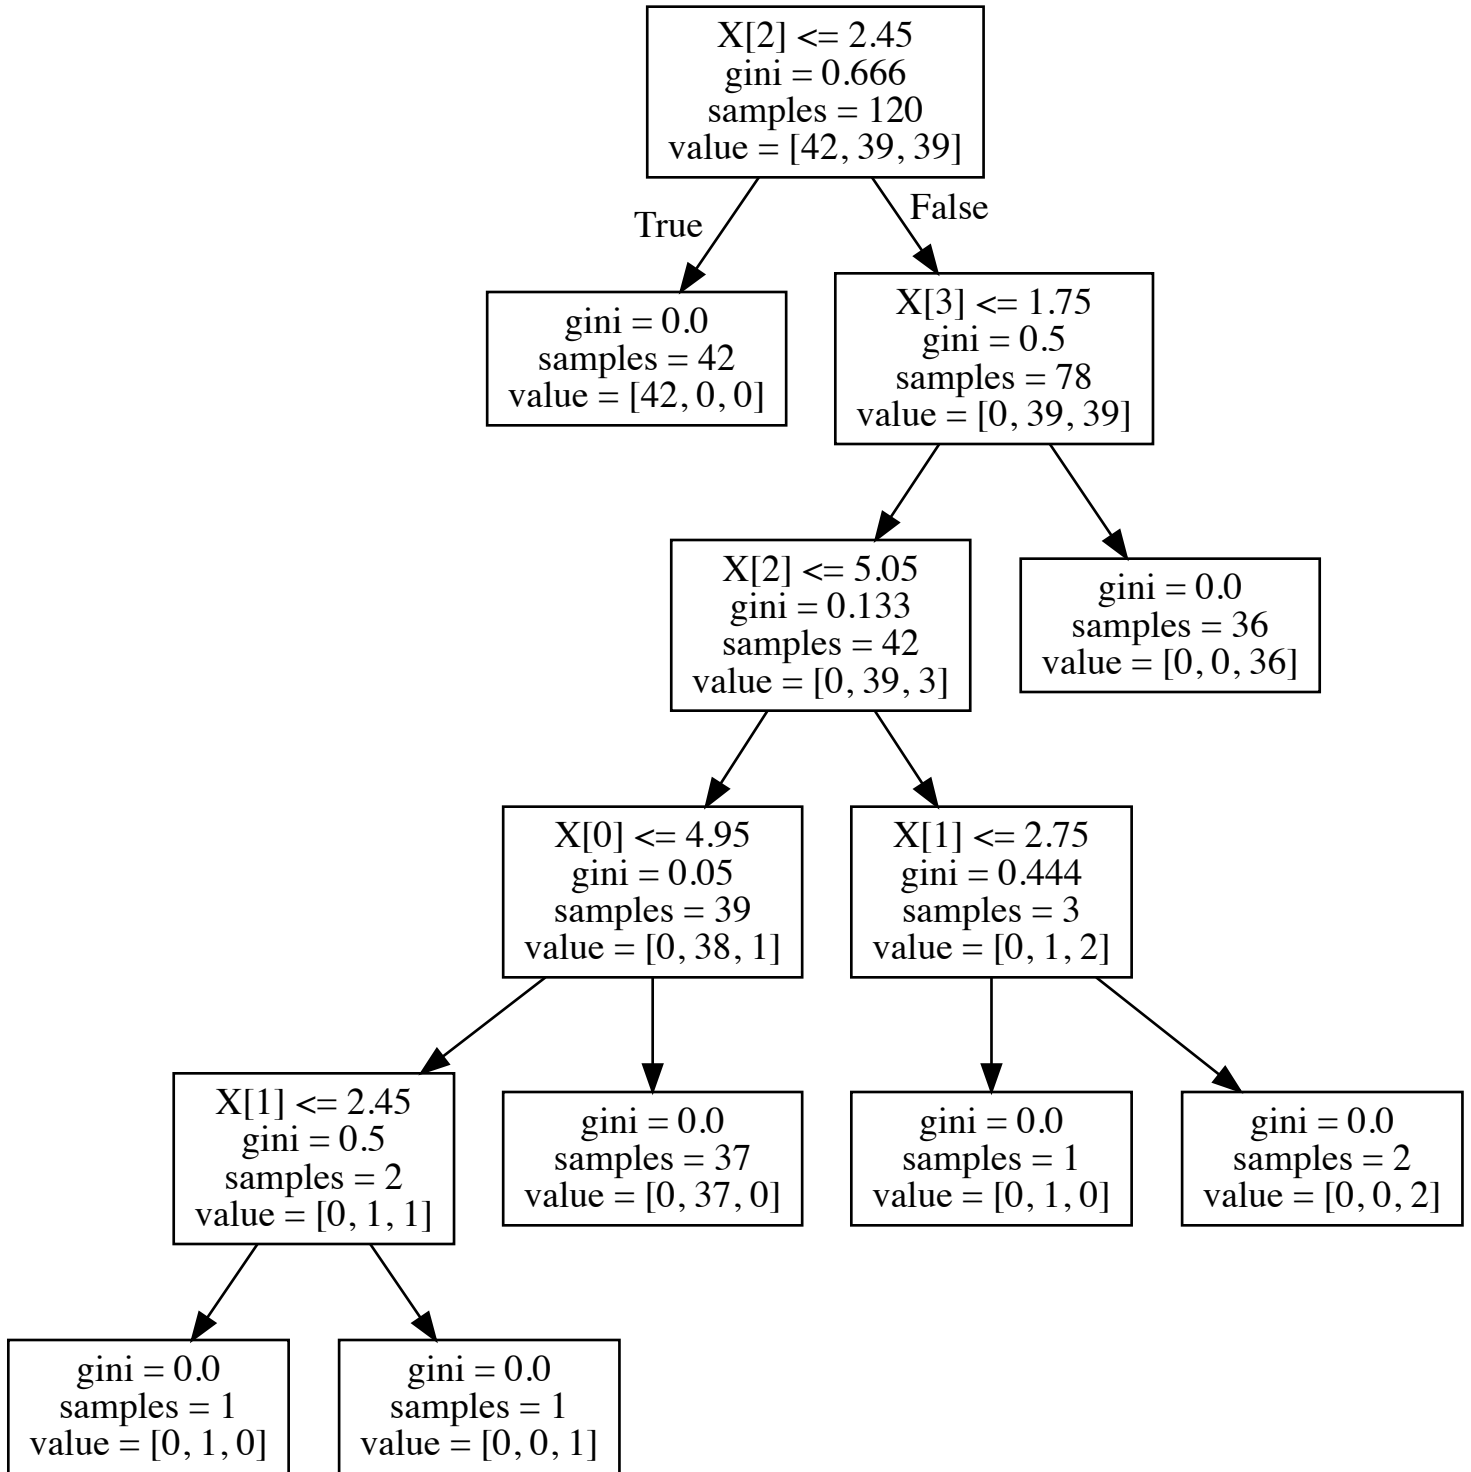 X[2] <= 2.45
gini = 0.666
samples = 120
value = [42, 39, 39]
True
False
gini = 0.0
samples = 42
value = [42, 0, 0]
X[3] <= 1.75
gini = 0.5
samples = 78
value = [0, 39, 39]
X[2] <= 5.05
gini = 0.133
samples = 42
value = [0, 39, 3]
gini = 0.0
samples = 36
value = [0, 0, 36]
X[0] <= 4.95
gini = 0.05
samples = 39
value = [0, 38, 1]
X[1] <= 2.75
gini = 0.444
samples = 3
value = [0, 1, 2]
X[1] <= 2.45
gini = 0.5
samples = 2
value = [0, 1, 1]
gini = 0.0
samples = 37
value = [0, 37, 0]
gini = 0.0
samples = 1
value = [0, 1, 0]
gini = 0.0
samples = 2
value = [0, 0, 2]
gini = 0.0
samples = 1
value = [0, 1, 0]
gini = 0.0
samples = 1
value = [0, 0, 1]